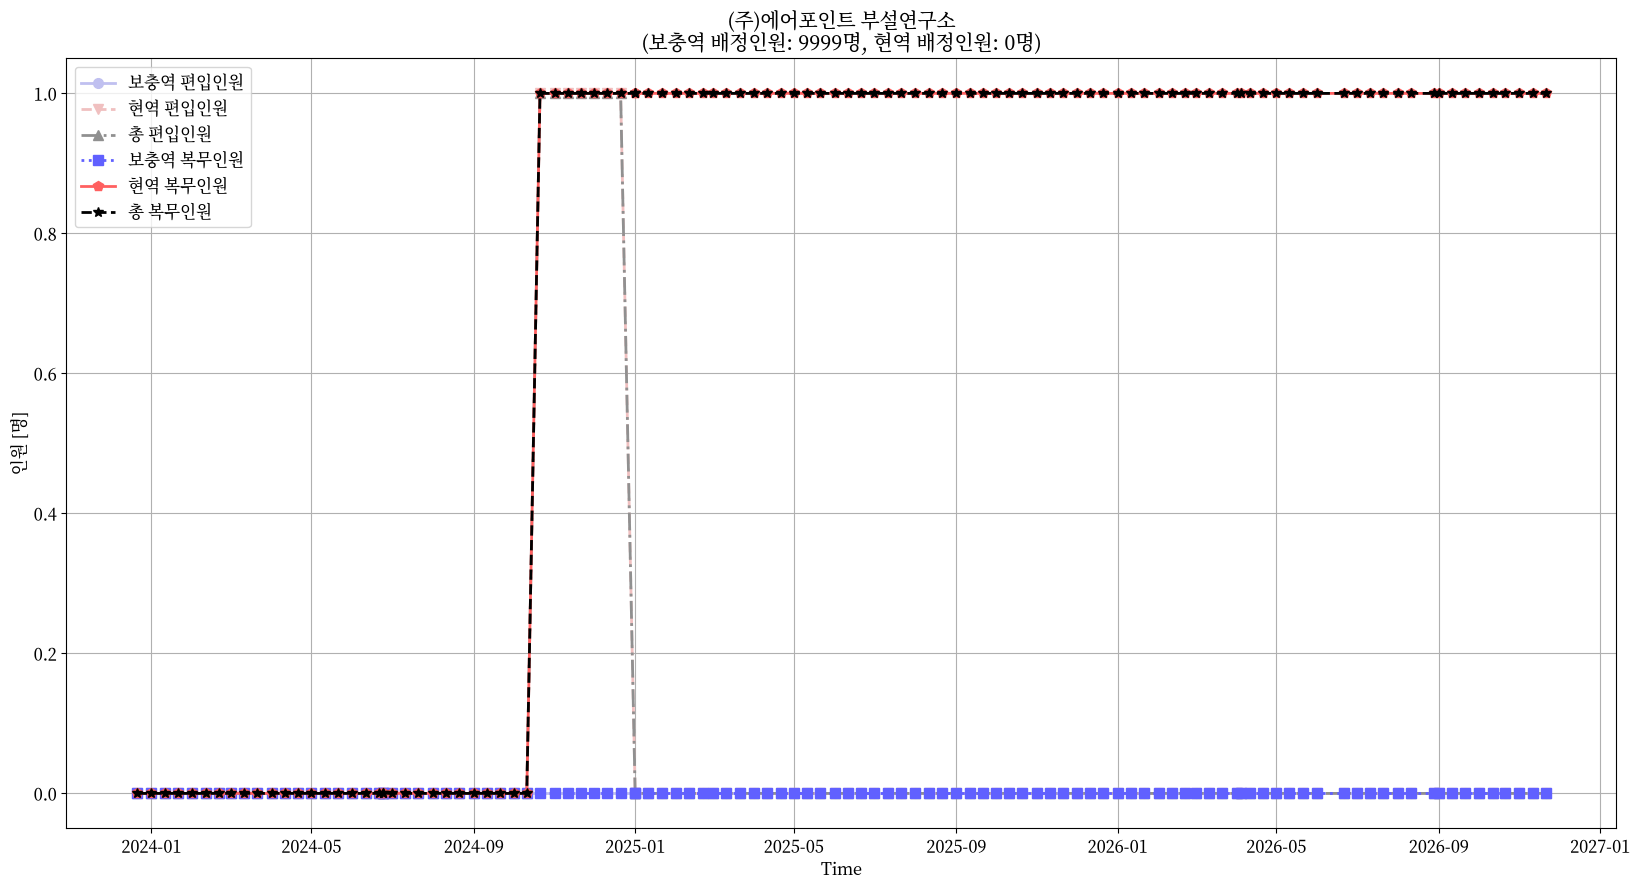 (주)에어포인트 부설연구소
(보충역 배정인원: 9999명, 현역 배정인원: 0명)
보충역 편입인원
현역 편입인원
총 편입인원
보충역 복무인원
현역 복무인원
총 복무인원
인원 [명]
1.0
0.8
0.6
0.4
0.2
0.0
2024-01 2024-05 2024-09 2025-01 2025-05 2025-09 2026-01 2026-05 2026-09 2027-01
Time